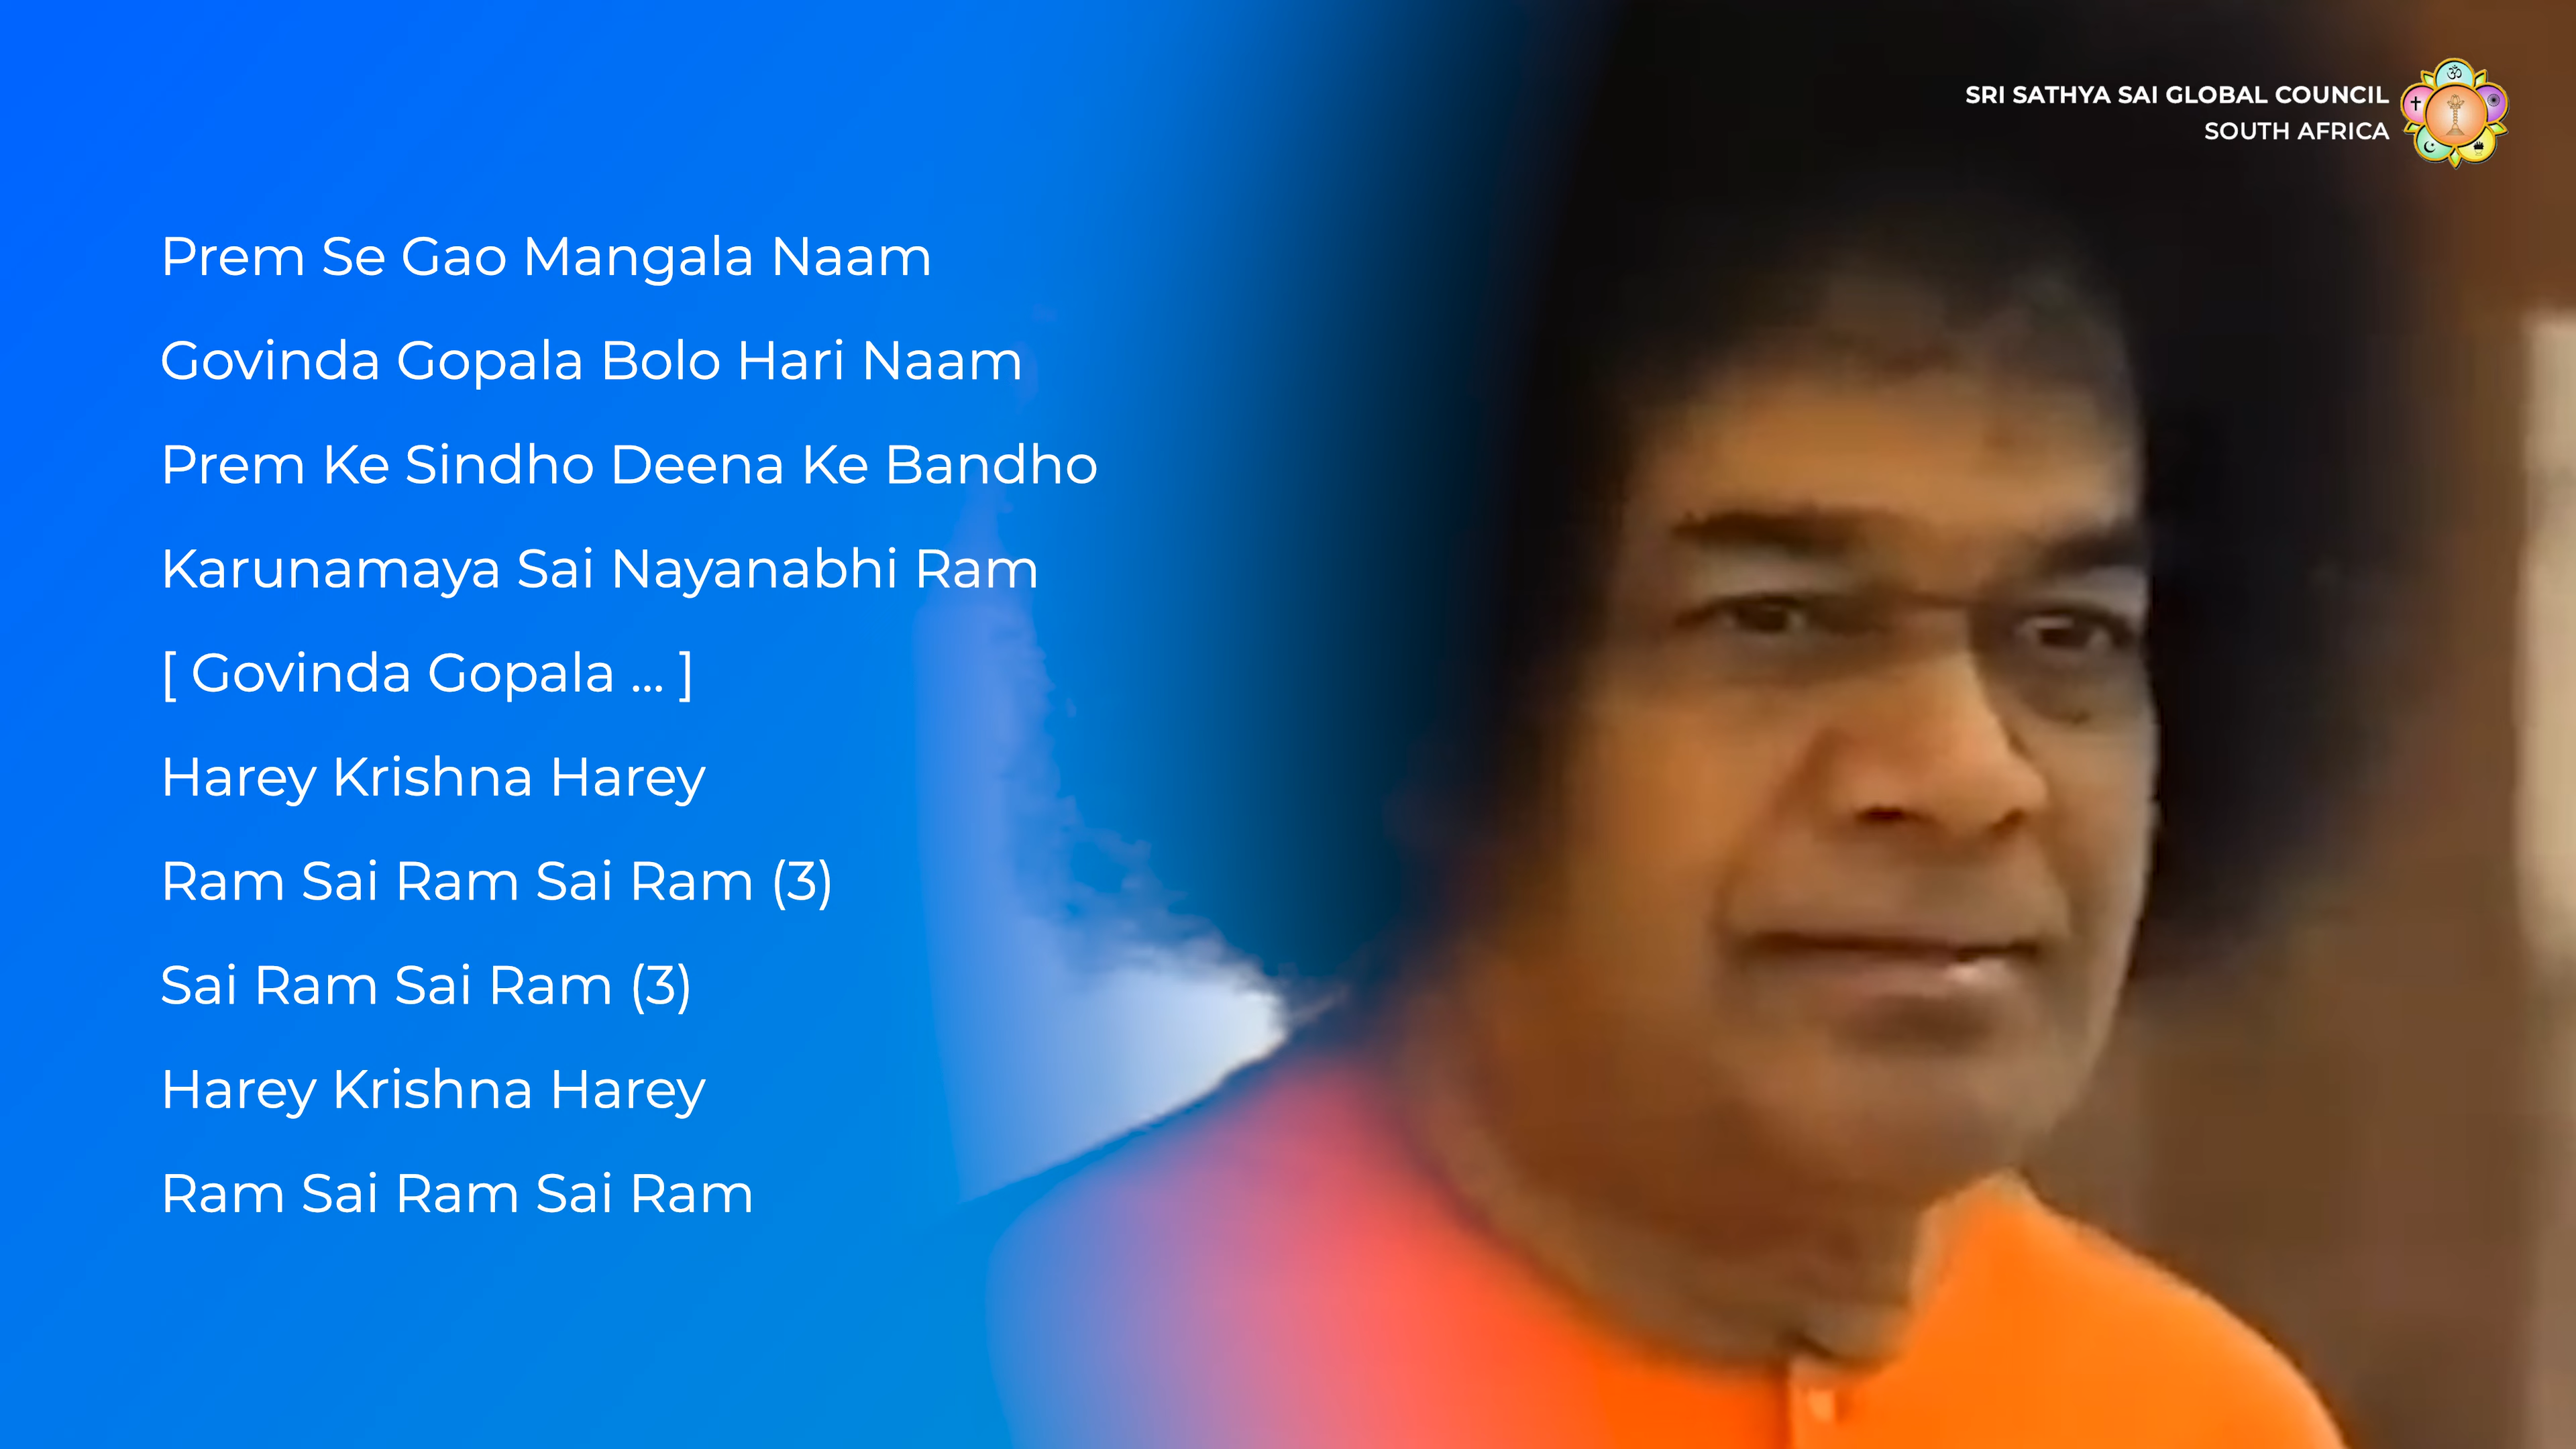 SRI SATHYA SAI GLOBAL COUNCIL
SOUTH AFRICA
Prem Se Gao Mangala Naam
Govinda Gopala Bolo Hari Naam
Prem Ke Sindho Deena Ke Bandho
Karunamaya Sai Nayanabhi Ram
[ Govinda Gopala ... ]
Harey Krishna Harey
Ram Sai Ram Sai Ram (3)
Sai Ram Sai Ram (3)
Harey Krishna Harey
Ram Sai Ram Sai Ram